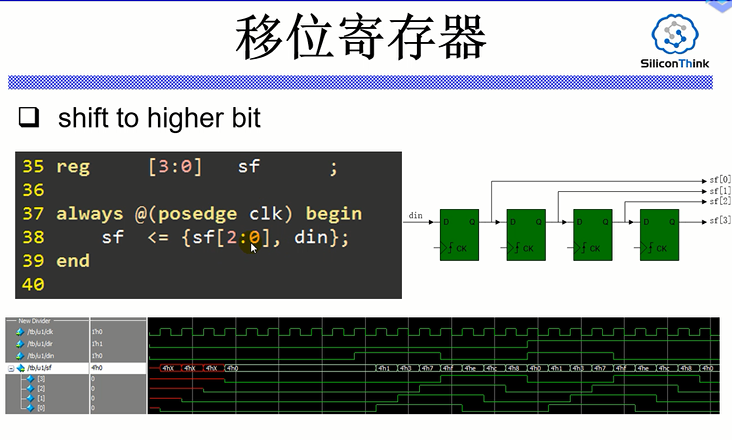 移位寄存器
SiliconThink
shift to higher bit
35 reg [3:0] sf ;
36
37 always @(posedge clk) begin
38 sf <= {sf[2:0], din};
39 end
40
din
D Q
CK
D Q
CK
D Q
CK
D Q
CK
sf[0]
sf[1]
sf[2]
sf[3]
New Divider
/tb/u1/clk 1'h0
/tb/u1/dir 1'h1
/tb/u1/din 1'h0
/tb/u1/sf 4'h0
[3] 0
[2] 0
[1] 0
[0] 0
4'hX 4'hX 4'hX 4'h0 4'h1 4'h3 4'h7 4'hf 4'he 4'hc 4'h8 4'h0 4'h1 4'h3 4'h7 4'hf 4'he 4'hc 4'h8 4'h0